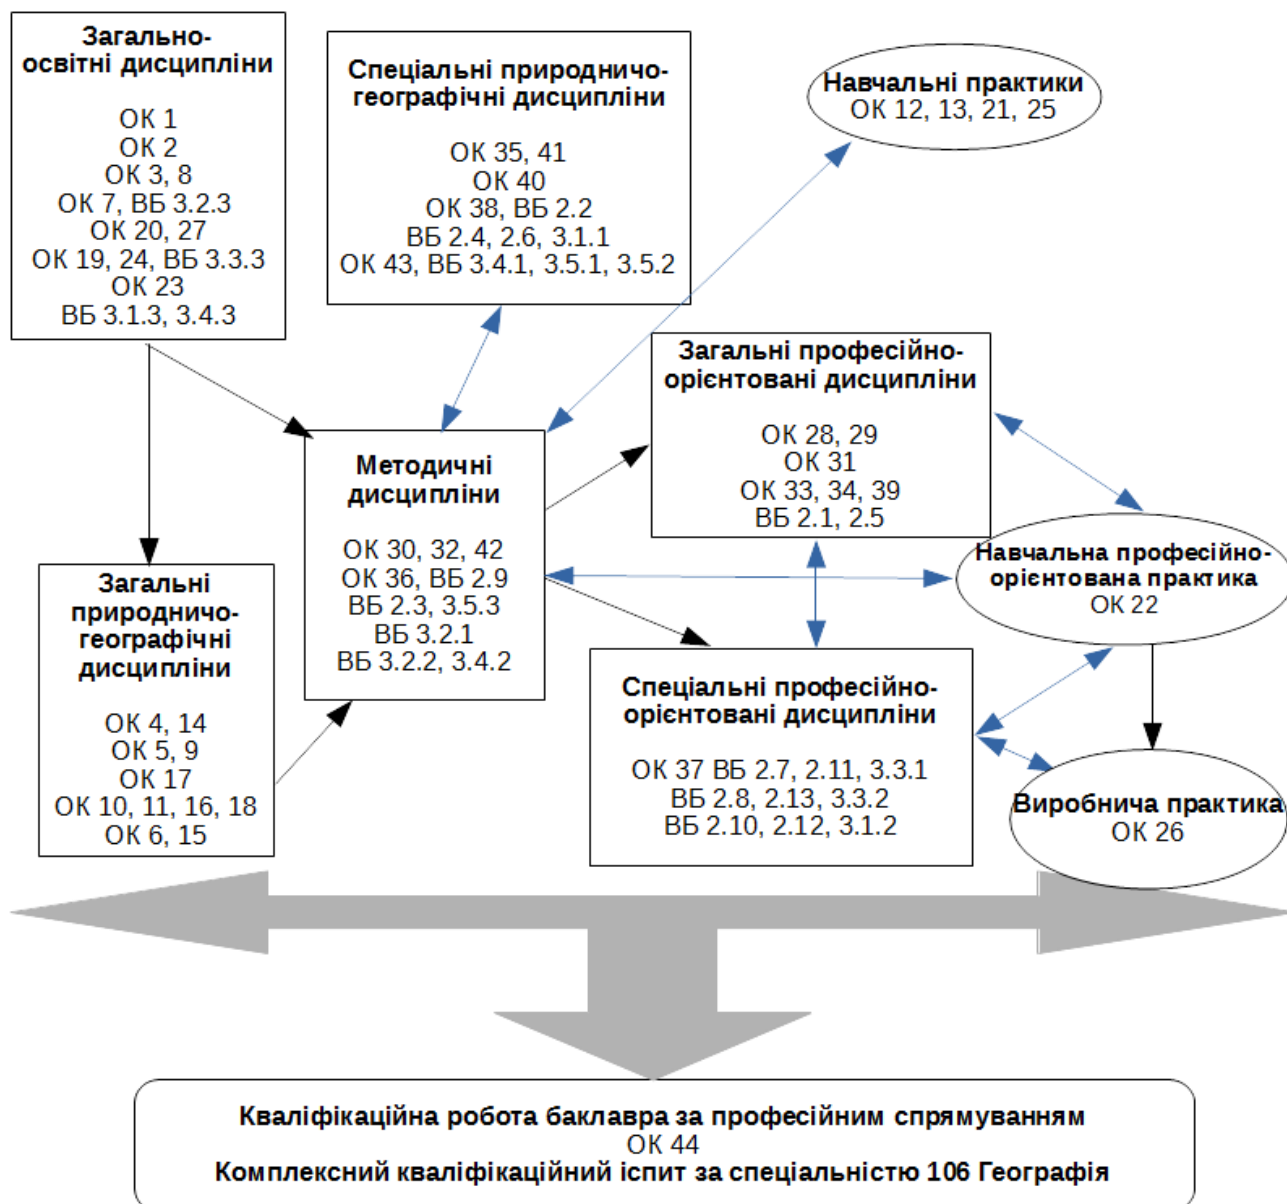 Загально-
освітні дисципліни
ОК 1
ОК 2
ОК 3, 8
ОК 7, ВБ 3.2.3
ОК 20, 27
ОК 19, 24, ВБ 3.3.3
ОК 23
ВБ 3.1.3, 3.4.3
Спеціальні природничо-
географічні дисципліни
ОК 35, 41
ОК 40
ОК 38, ВБ 2.2
ВБ 2.4, 2.6, 3.1.1
ОК 43, ВБ 3.4.1, 3.5.1, 3.5.2
Навчальні практики
ОК 12, 13, 21, 25
Загальні професійно-
орієнтовані дисципліни
ОК 28, 29
ОК 31
ОК 33, 34, 39
ВБ 2.1, 2.5
Методичні
дисципліни
ОК 30, 32, 42
ОК 36, ВБ 2.9
ВБ 2.3, 3.5.3
ВБ 3.2.1
ВБ 3.2.2, 3.4.2
Навчальна професійно-
орієнтована практика
ОК 22
Загальні
природничо-
географічні
дисципліни
ОК 4, 14
ОК 5, 9
ОК 17
ОК 10, 11, 16, 18
ОК 6, 15
Спеціальні професійно-
орієнтовані дисципліни
ОК 37 ВБ 2.7, 2.11, 3.3.1
ВБ 2.8, 2.13, 3.3.2
ВБ 2.10, 2.12, 3.1.2
Виробнича практика
ОК 26
Кваліфікаційна робота баклавра за професійним спрямуванням
ОК 44
Комплексний кваліфікаційний іспит за спеціальністю 106 Географія